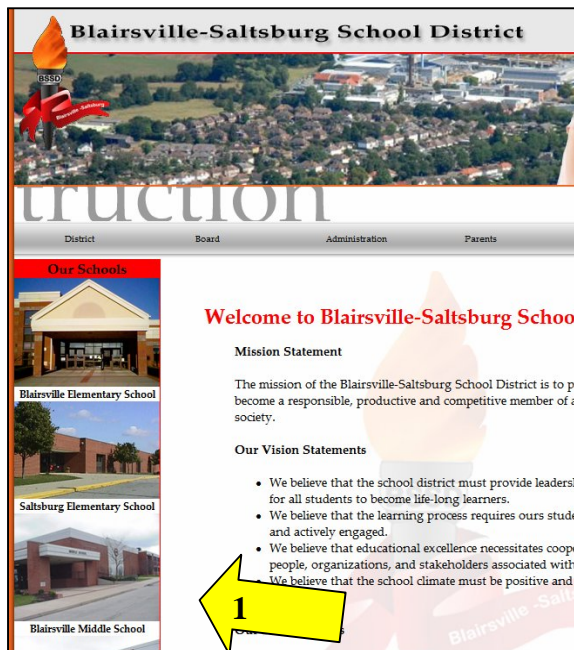 Blairsville-Saltsburg School District
BSSD
Blairsville -Saltsburg
truction
District Board Administration Parents
Our Schools
Blairsville Elementary School
Saltsburg Elementary School
Blairsville Middle School
Welcome to Blairsville-Saltsburg Schoo
Mission Statement
The mission of the Blairsville-Saltsburg School District is to p
become a responsible, productive and competitive member of a
society.
Our Vision Statements
We believe that the school district must provide leadersh
for all students to become life-long learners.
We believe that the learning process requires ours stude
and actively engaged.
We believe that educational excellence necessitates coope
people, organizations, and stakeholders associated with
We believe that the school climate must be positive and
1